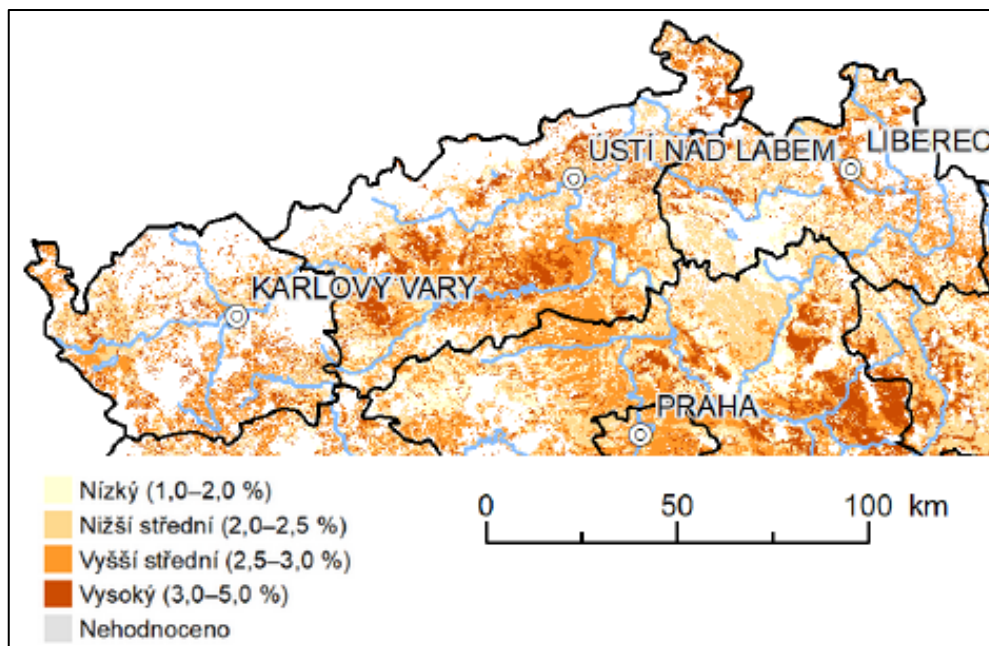 ÚSTÍ NAD LABEM
LIBEREC
KARLOVY VARY
PRAHA
Nízký (1,0–2,0 %)
Nižší střední (2,0–2,5 %)
Vyšší střední (2,5–3,0 %)
Vysoký (3,0–5,0 %)
Nehodnoceno
0 50 100 km